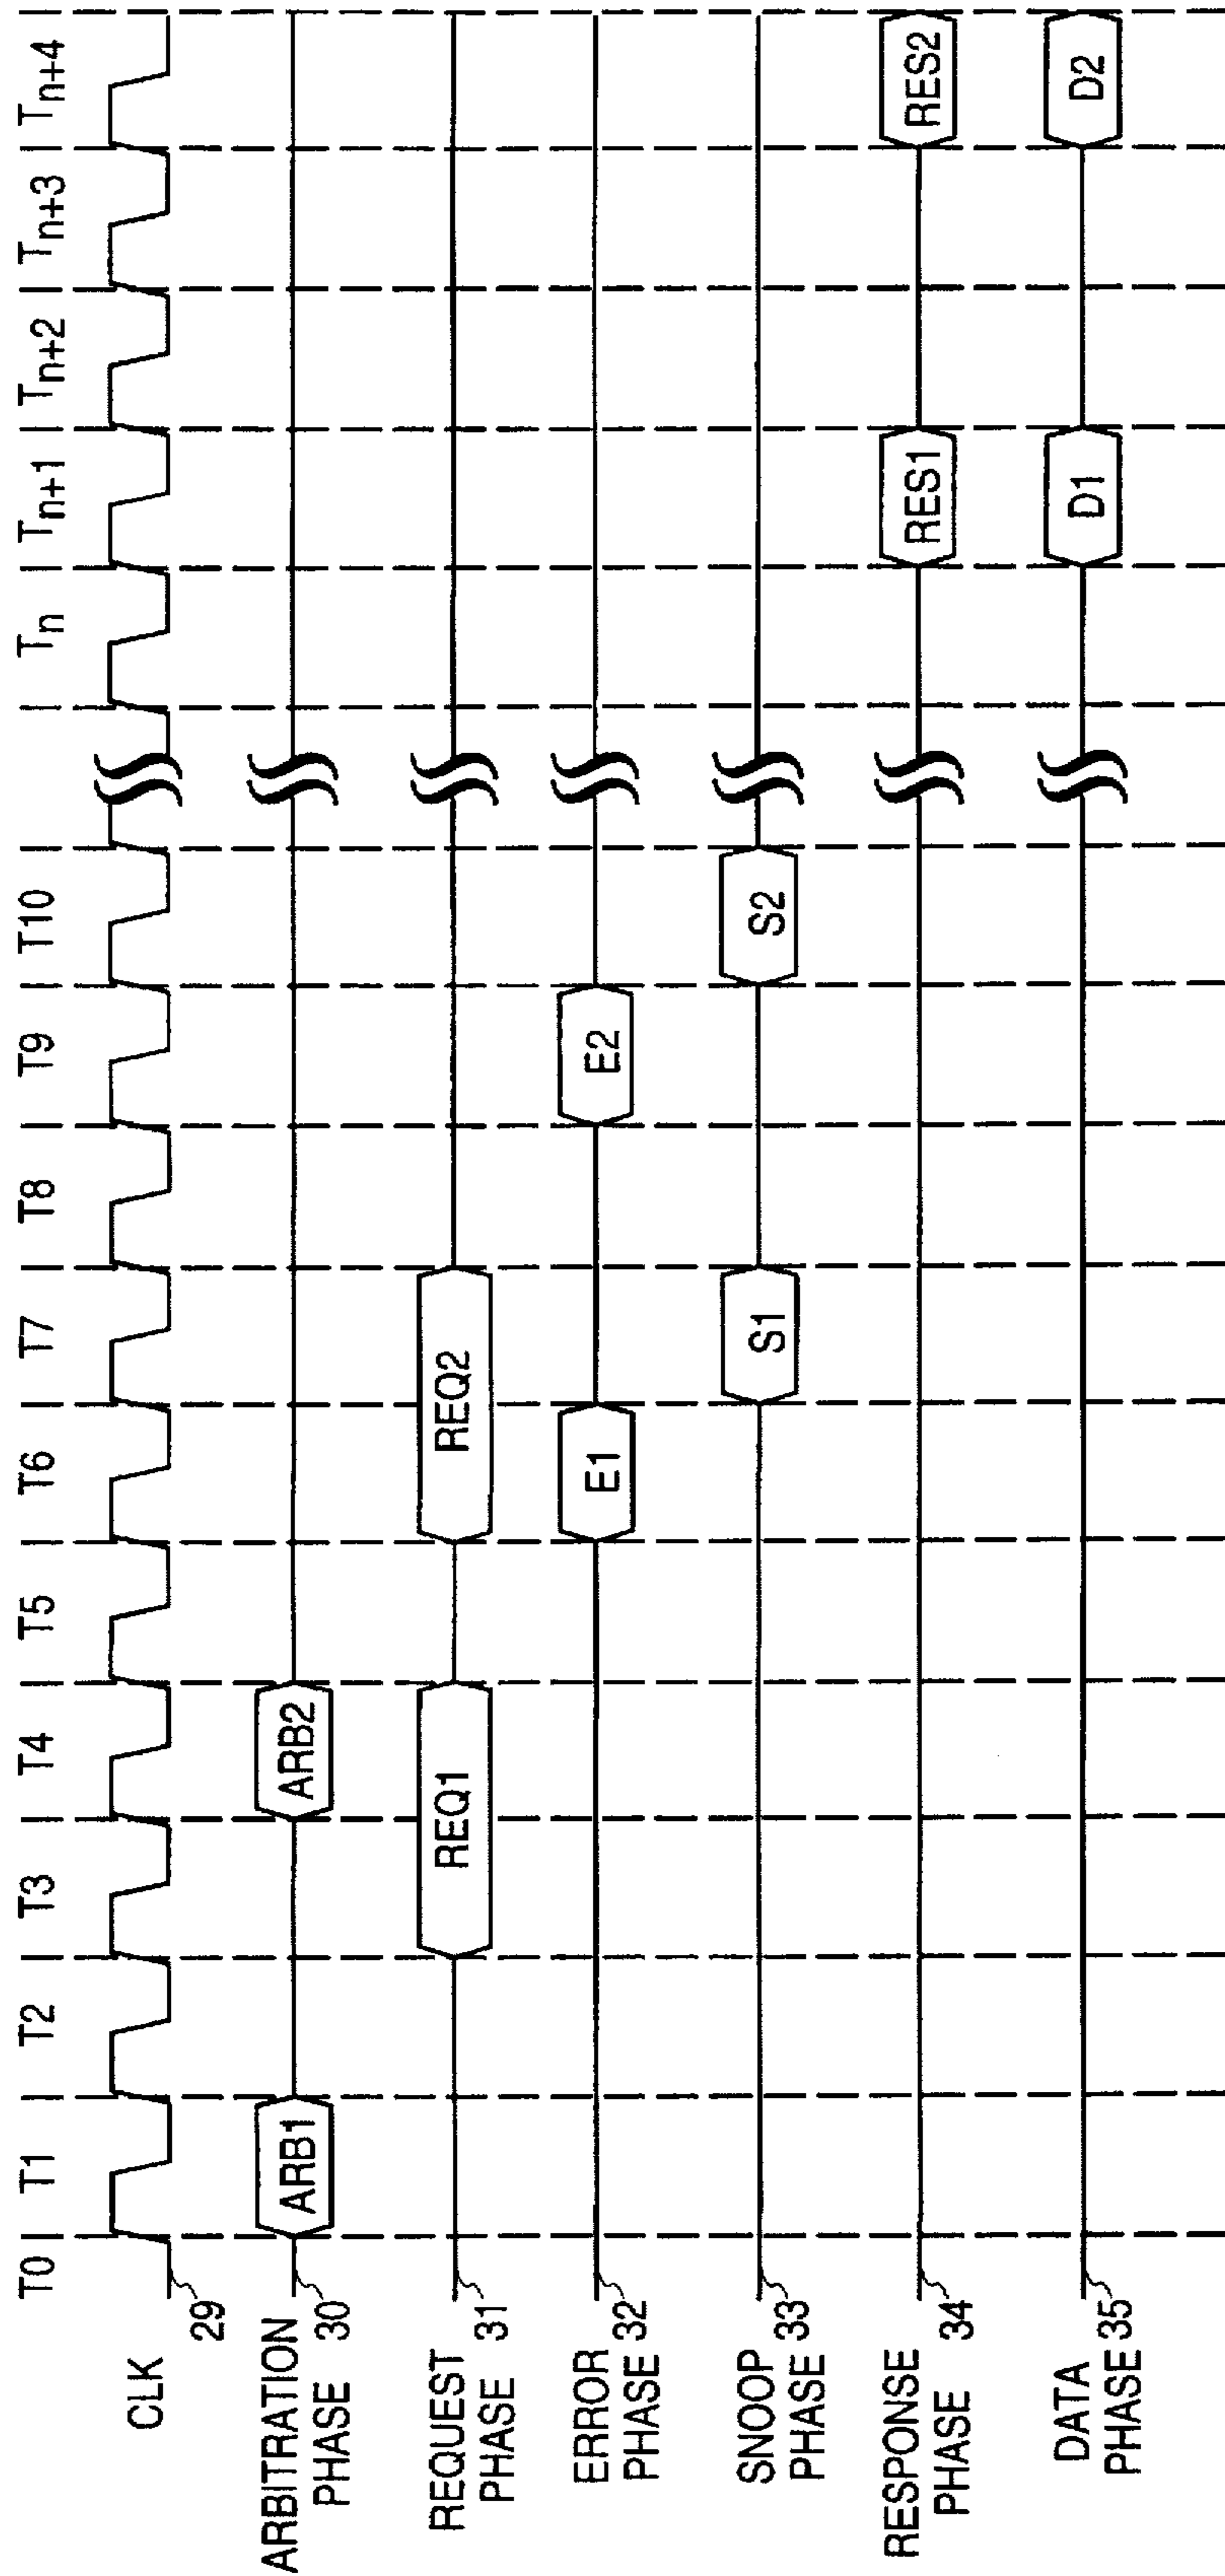 T0 T1 T2 T3 T4 T5 T6 T7 T8 T9 T10 Tn Tn+1 Tn+2 Tn+3 Tn+4
CLK
29
ARBITRATION
PHASE 30
ARB1 ARB2
REQUEST
PHASE 31
REQ1 REQ2
ERROR
PHASE 32
E1 E2
SNOOP
PHASE 33
S1 S2
RESPONSE
PHASE 34
RES1 RES2
DATA
PHASE 35
D1 D2